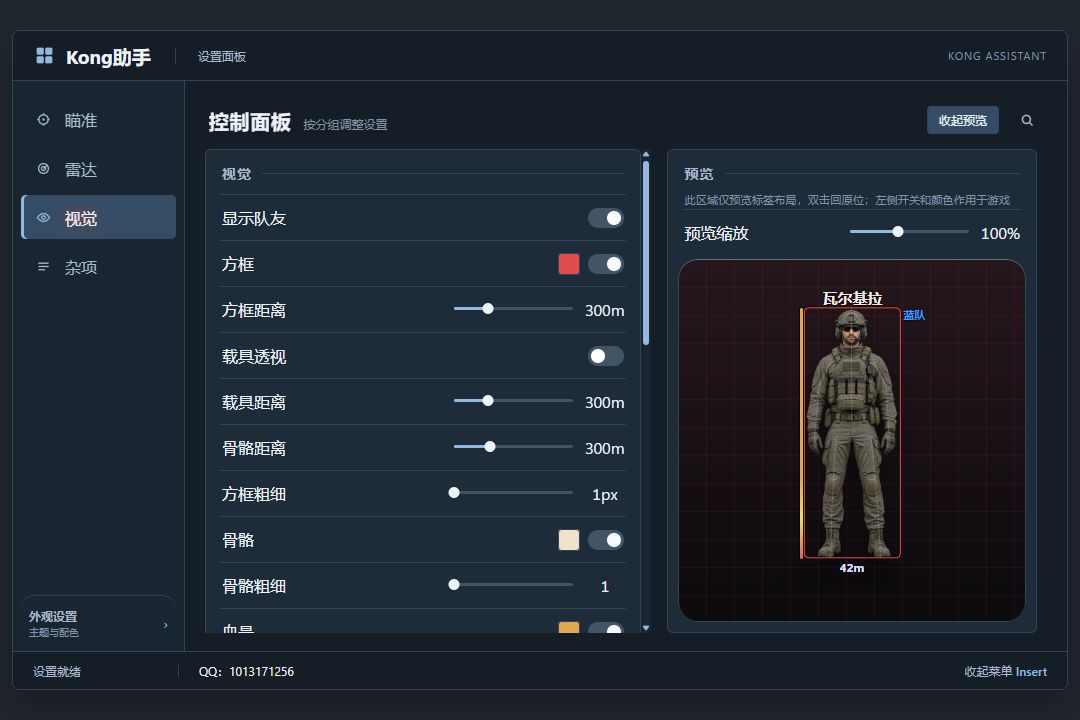 Kong助手
设置面板
KONG ASSISTANT
瞄准
雷达
视觉
杂项
外观设置
主题与配色
控制面板
按分组调整设置
收起预览
视觉
显示队友
方框
方框距离
300m
载具透视
载具距离
300m
骨骼距离
300m
方框粗细
1px
骨骼
骨骼粗细
1
预览
此区域仅预览标签布局，双击回原位；左侧开关和颜色作用于游戏
预览缩放
100%
瓦尔基拉
蓝队
42m
设置就绪
QQ：1013171256
收起菜单 Insert